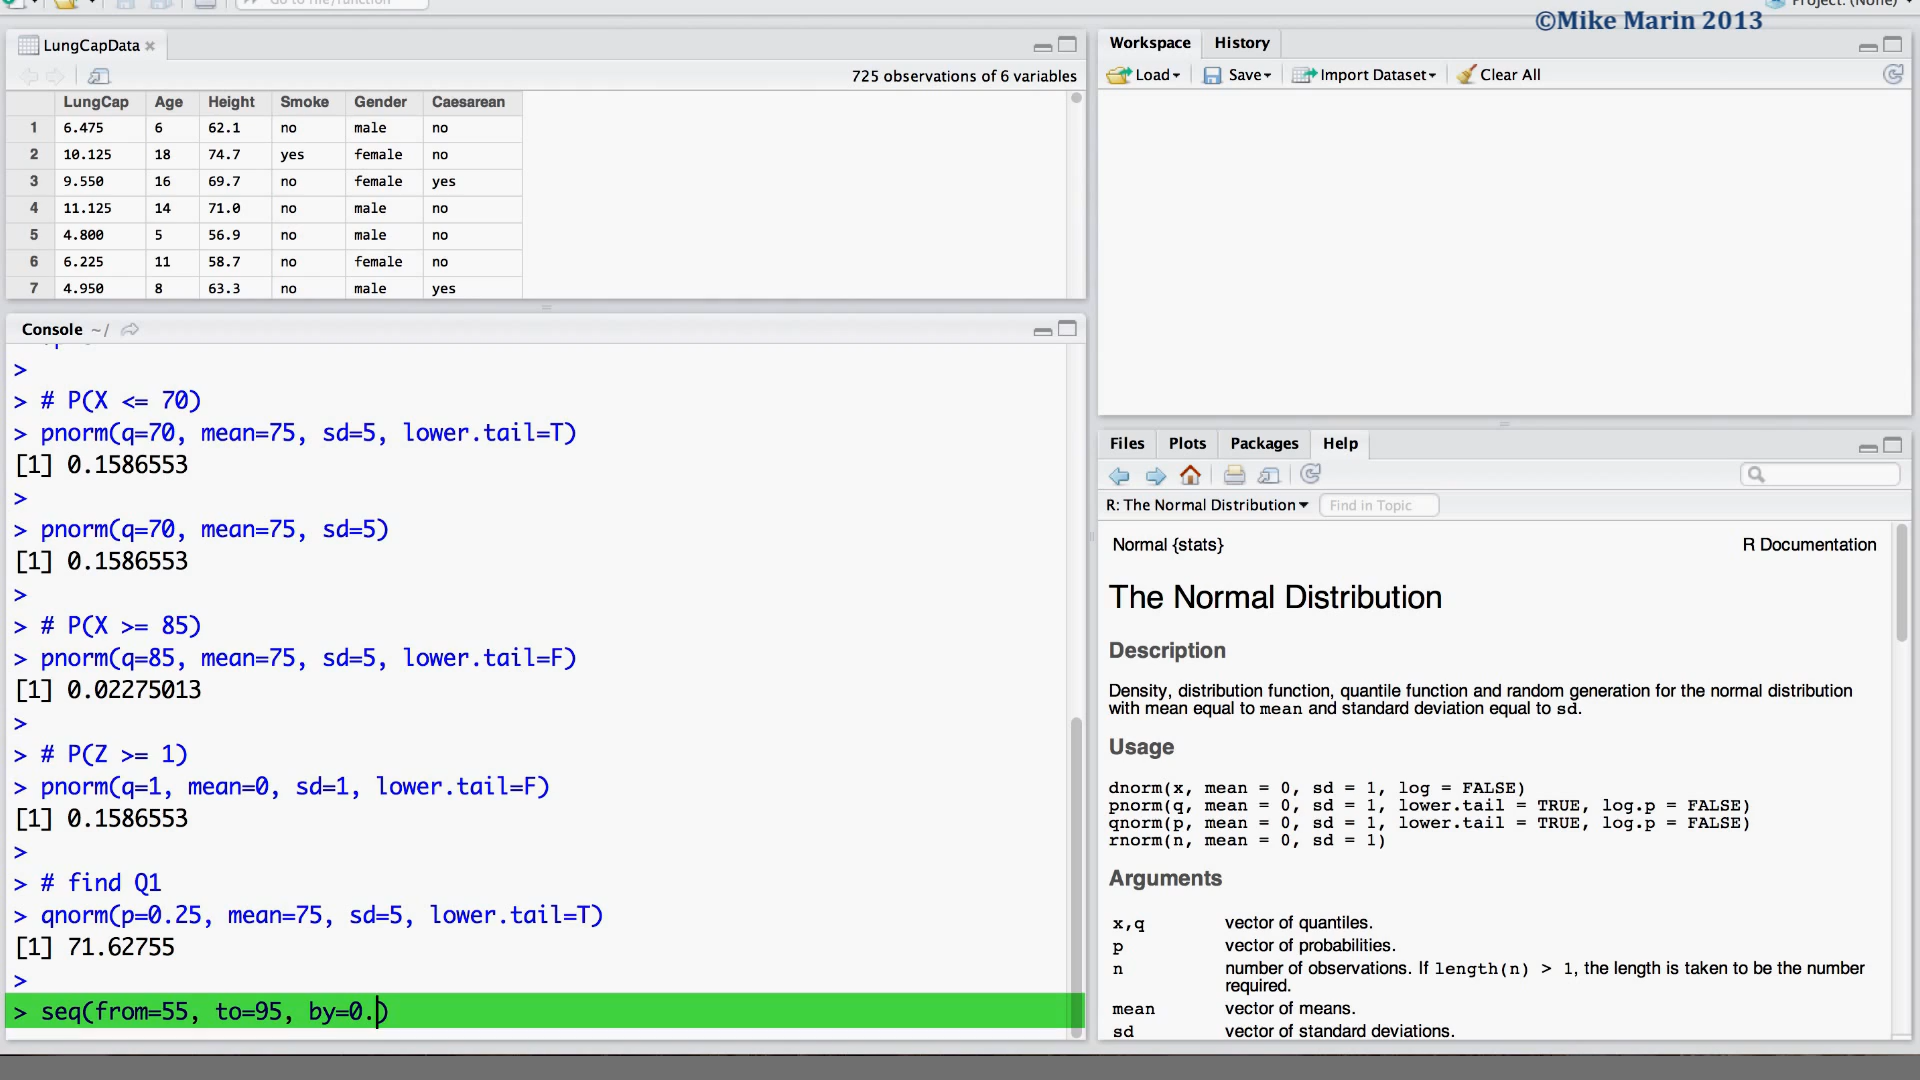 Go to file/function
Project: (None)
©Mike Marin 2013
LungCapData
725 observations of 6 variables
LungCap Age Height Smoke Gender Caesarean
1 6.475 6 62.1 no male no
2 10.125 18 74.7 yes female no
3 9.550 16 69.7 no female yes
4 11.125 14 71.0 no male no
5 4.800 5 56.9 no male no
6 6.225 11 58.7 no female no
7 4.950 8 63.3 no male yes
Console ~/
>
> # P(X <= 70)
> pnorm(q=70, mean=75, sd=5, lower.tail=T)
[1] 0.1586553
>
> pnorm(q=70, mean=75, sd=5)
[1] 0.1586553
>
> # P(X >= 85)
> pnorm(q=85, mean=75, sd=5, lower.tail=F)
[1] 0.02275013
>
> # P(Z >= 1)
> pnorm(q=1, mean=0, sd=1, lower.tail=F)
[1] 0.1586553
>
> # find Q1
> qnorm(p=0.25, mean=75, sd=5, lower.tail=T)
[1] 71.62755
>
> seq(from=55, to=95, by=0.)
Workspace History
Load Save Import Dataset Clear All
Files Plots Packages Help
R: The Normal Distribution Find in Topic
Normal {stats} R Documentation
The Normal Distribution
Description
Density, distribution function, quantile function and random generation for the normal distribution
with mean equal to mean and standard deviation equal to sd.
Usage
dnorm(x, mean = 0, sd = 1, log = FALSE)
pnorm(q, mean = 0, sd = 1, lower.tail = TRUE, log.p = FALSE)
qnorm(p, mean = 0, sd = 1, lower.tail = TRUE, log.p = FALSE)
rnorm(n, mean = 0, sd = 1)
Arguments
x,q vector of quantiles.
p vector of probabilities.
n number of observations. If length(n) > 1, the length is taken to be the number
required.
mean vector of means.
sd vector of standard deviations.